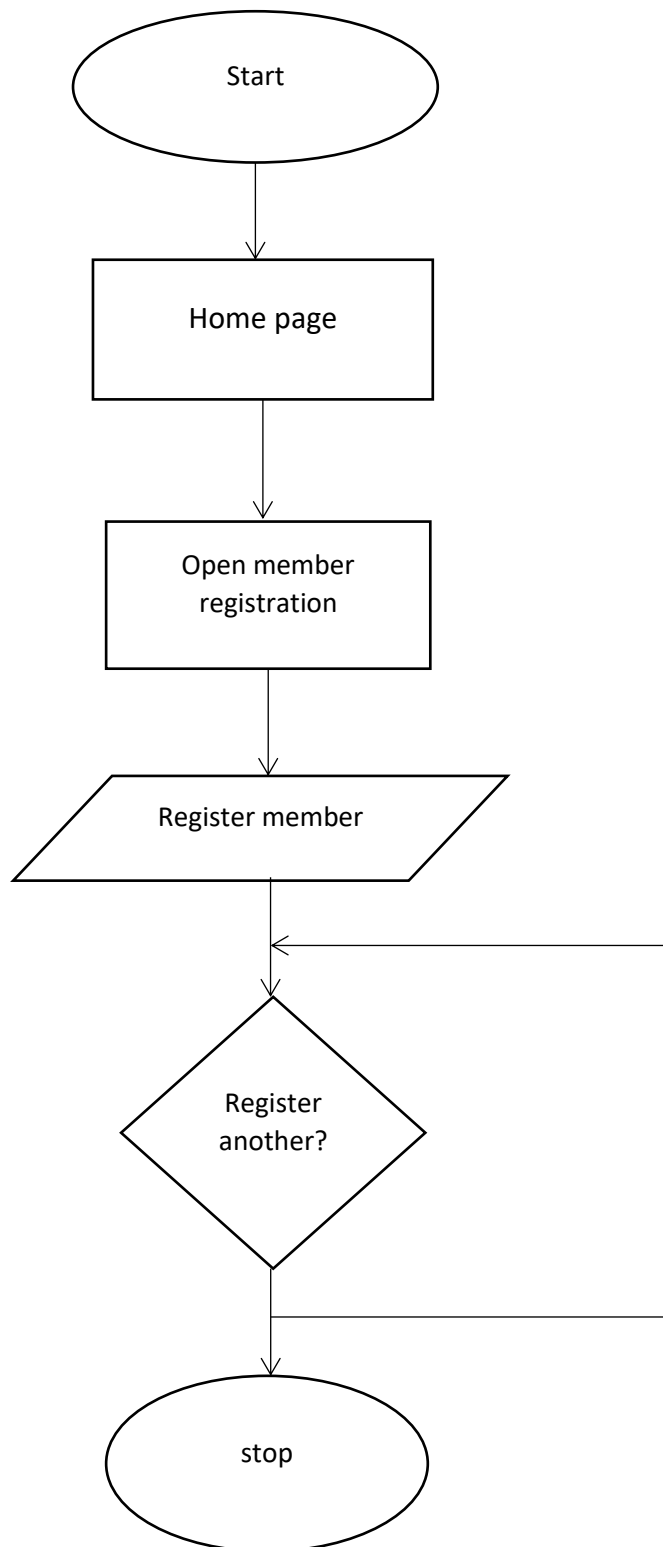 Start
Home page
Open member
registration
Register member
Register
another?
stop